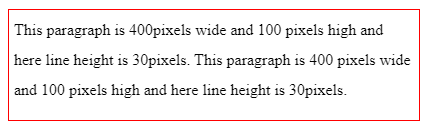 This paragraph is 400pixels wide and 100 pixels high and
here line height is 30pixels. This paragraph is 400 pixels wide
and 100 pixels high and here line height is 30pixels.